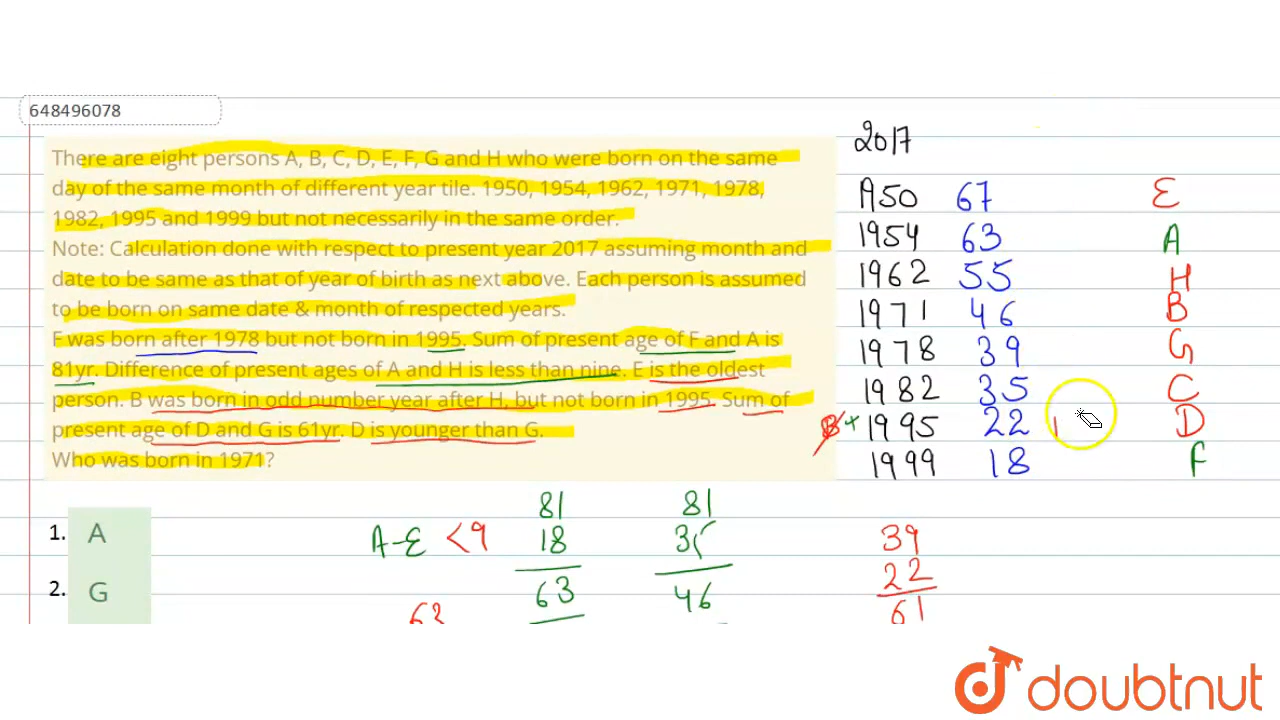 648496078
There are eight persons A, B, C, D, E, F, G and H who were born on the same
day of the same month of different year tile. 1950, 1954, 1962, 1971, 1978,
1982, 1995 and 1999 but not necessarily in the same order.
Note: Calculation done with respect to present year 2017 assuming month and
date to be same as that of year of birth as next above. Each person is assumed
to be born on same date & month of respected years.
F was born after 1978 but not born in 1995. Sum of present age of F and A is
81yr. Difference of present ages of A and H is less than nine. E is the oldest
person. B was born in odd number year after H, but not born in 1995. Sum of
present age of D and G is 61yr. D is younger than G.
Who was born in 1971?
2017
1950 67 E
1954 63 A
1962 55 H
1971 46 B
1978 39 G
1982 35 C
B + 1995 22 D
1999 18 F
1. A
2. G
A-E <9
81
18
63
81
35
46
39
22
61
63
doubtnut